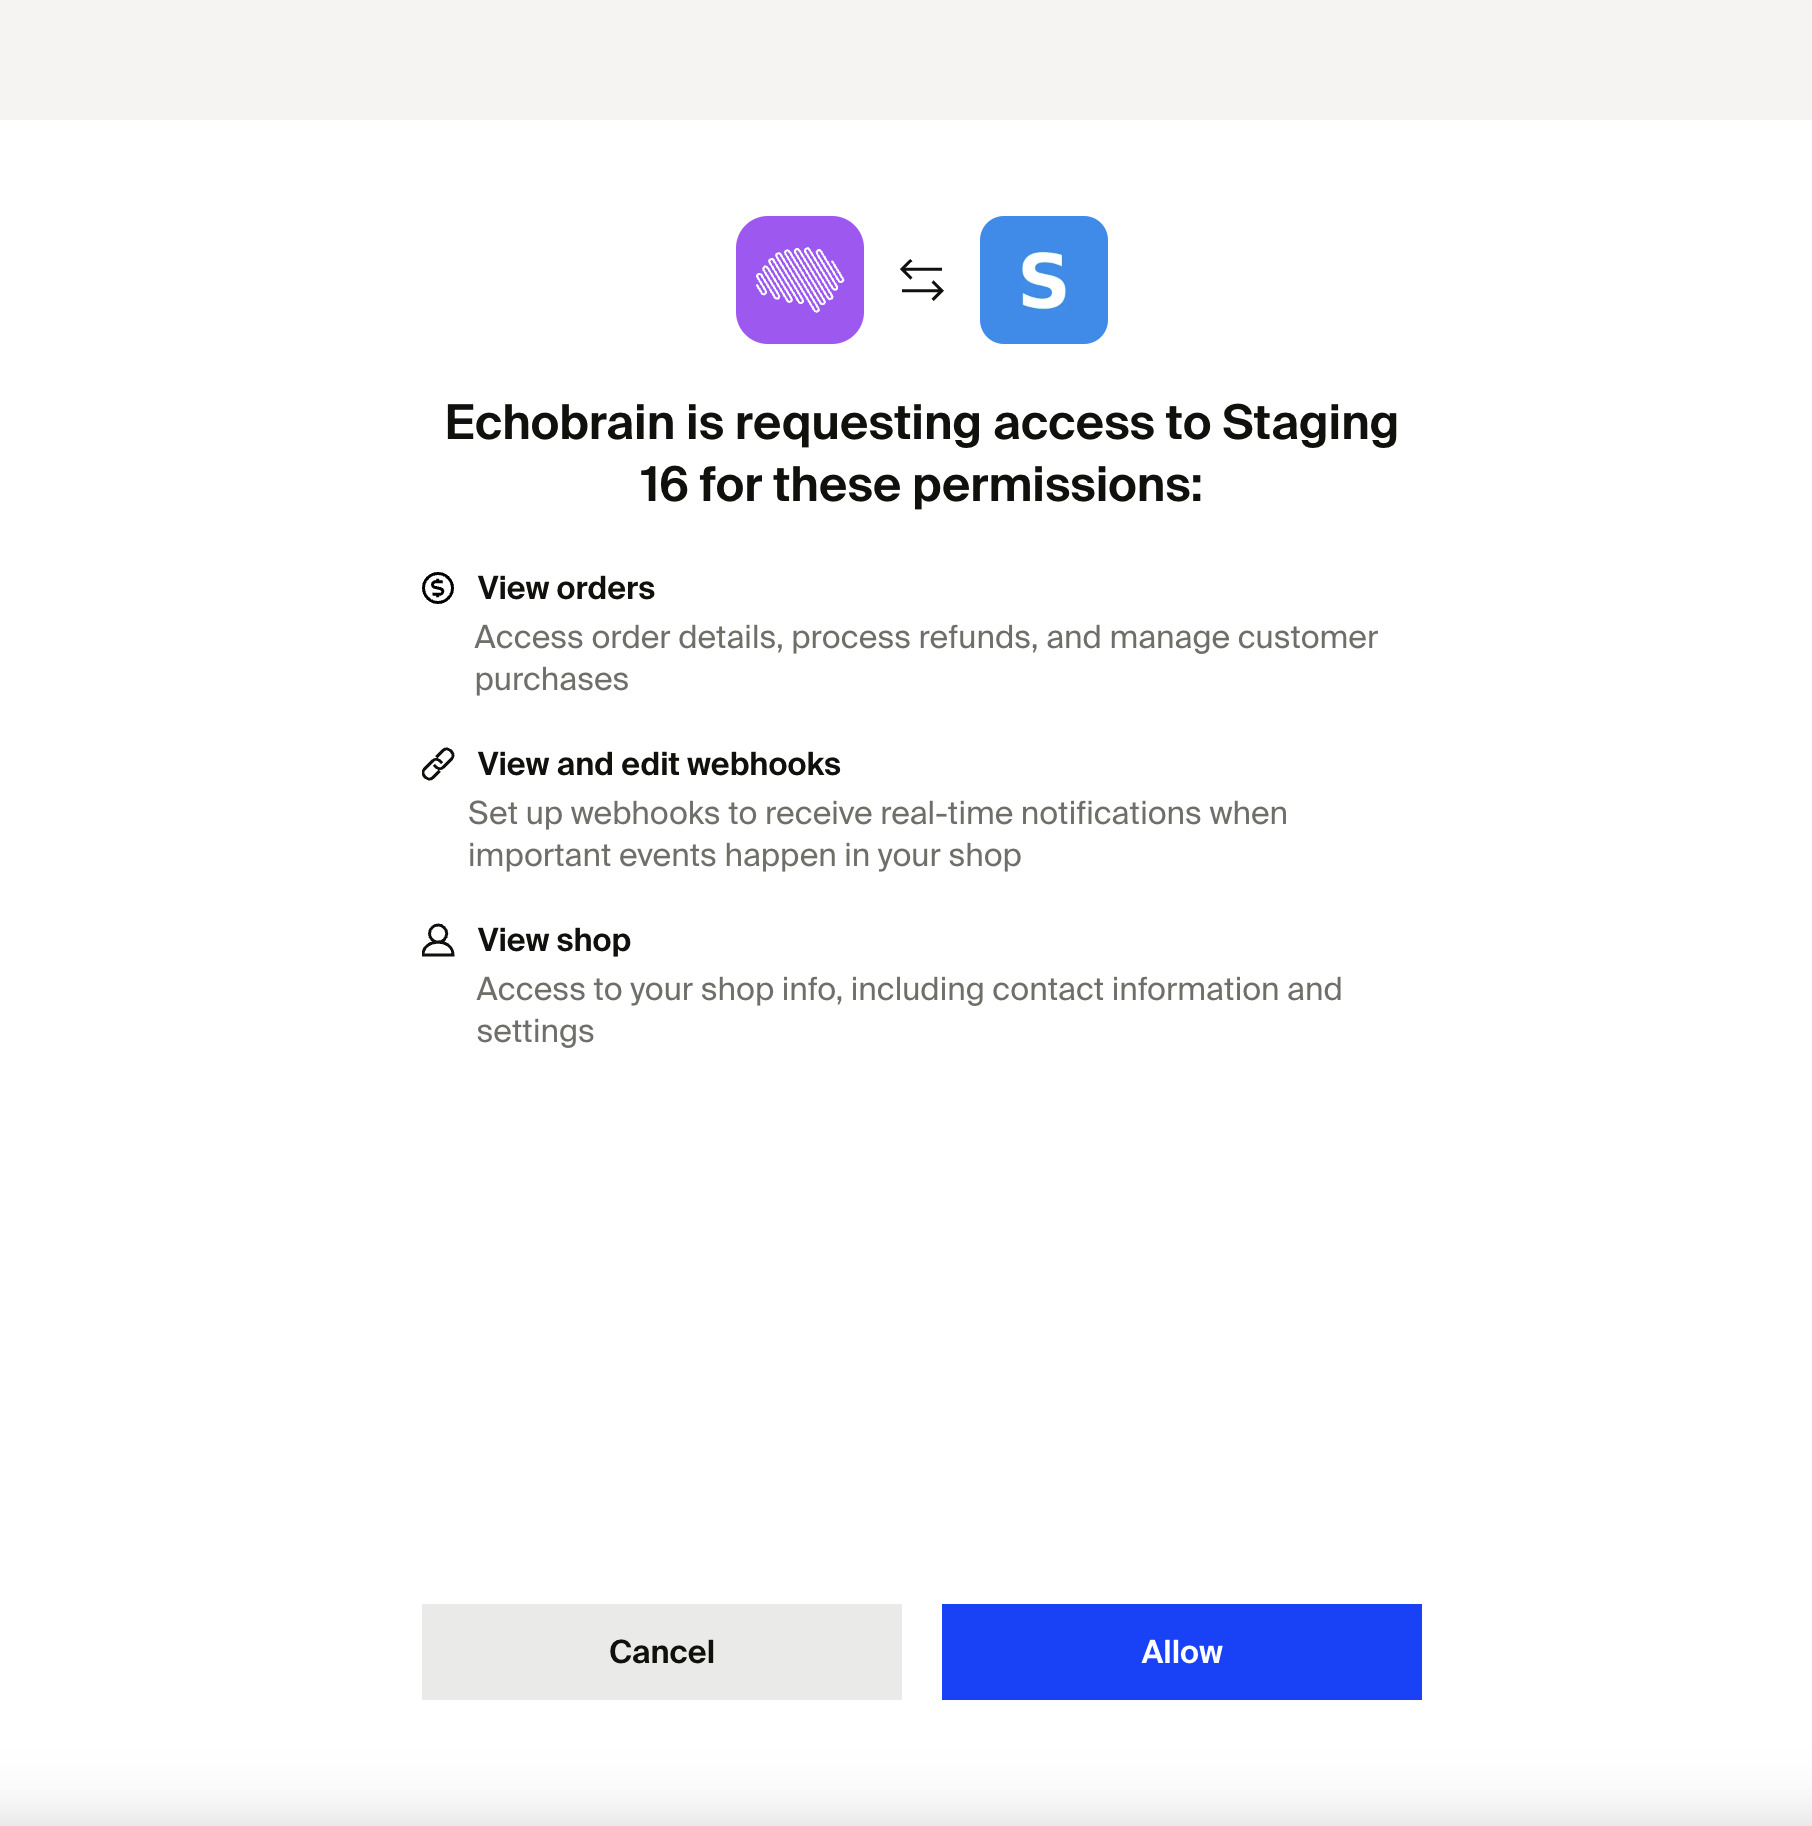 S
Echobrain is requesting access to Staging
16 for these permissions:
View orders
Access order details, process refunds, and manage customer
purchases
View and edit webhooks
Set up webhooks to receive real-time notifications when
important events happen in your shop
View shop
Access to your shop info, including contact information and
settings
Cancel
Allow